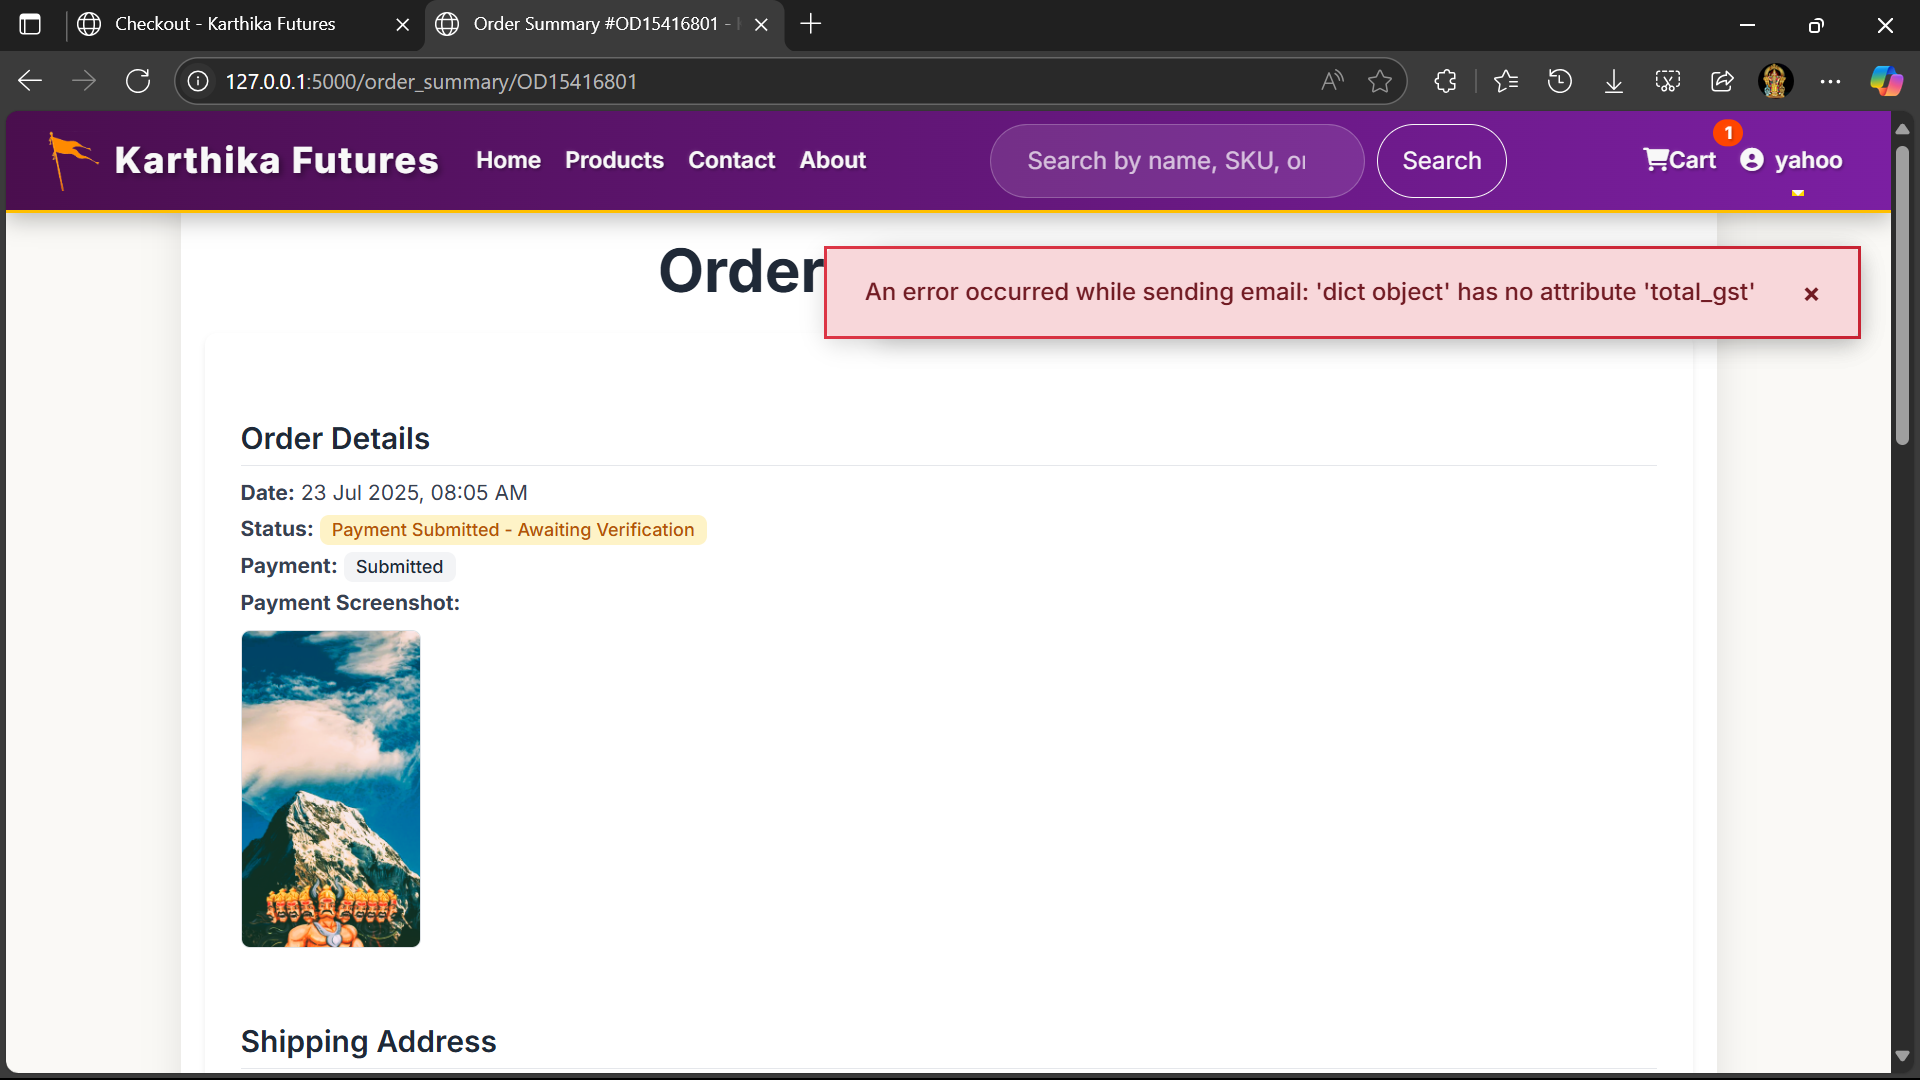 Checkout - Karthika Futures
Order Summary #OD15416801 -
127.0.0.1:5000/order_summary/OD15416801
Karthika Futures
Home
Products
Contact
About
Search by name, SKU, or
Search
1
Cart
yahoo
Order
An error occurred while sending email: 'dict object' has no attribute 'total_gst'
×
Order Details
Date: 23 Jul 2025, 08:05 AM
Status: Payment Submitted - Awaiting Verification
Payment: Submitted
Payment Screenshot:
Shipping Address